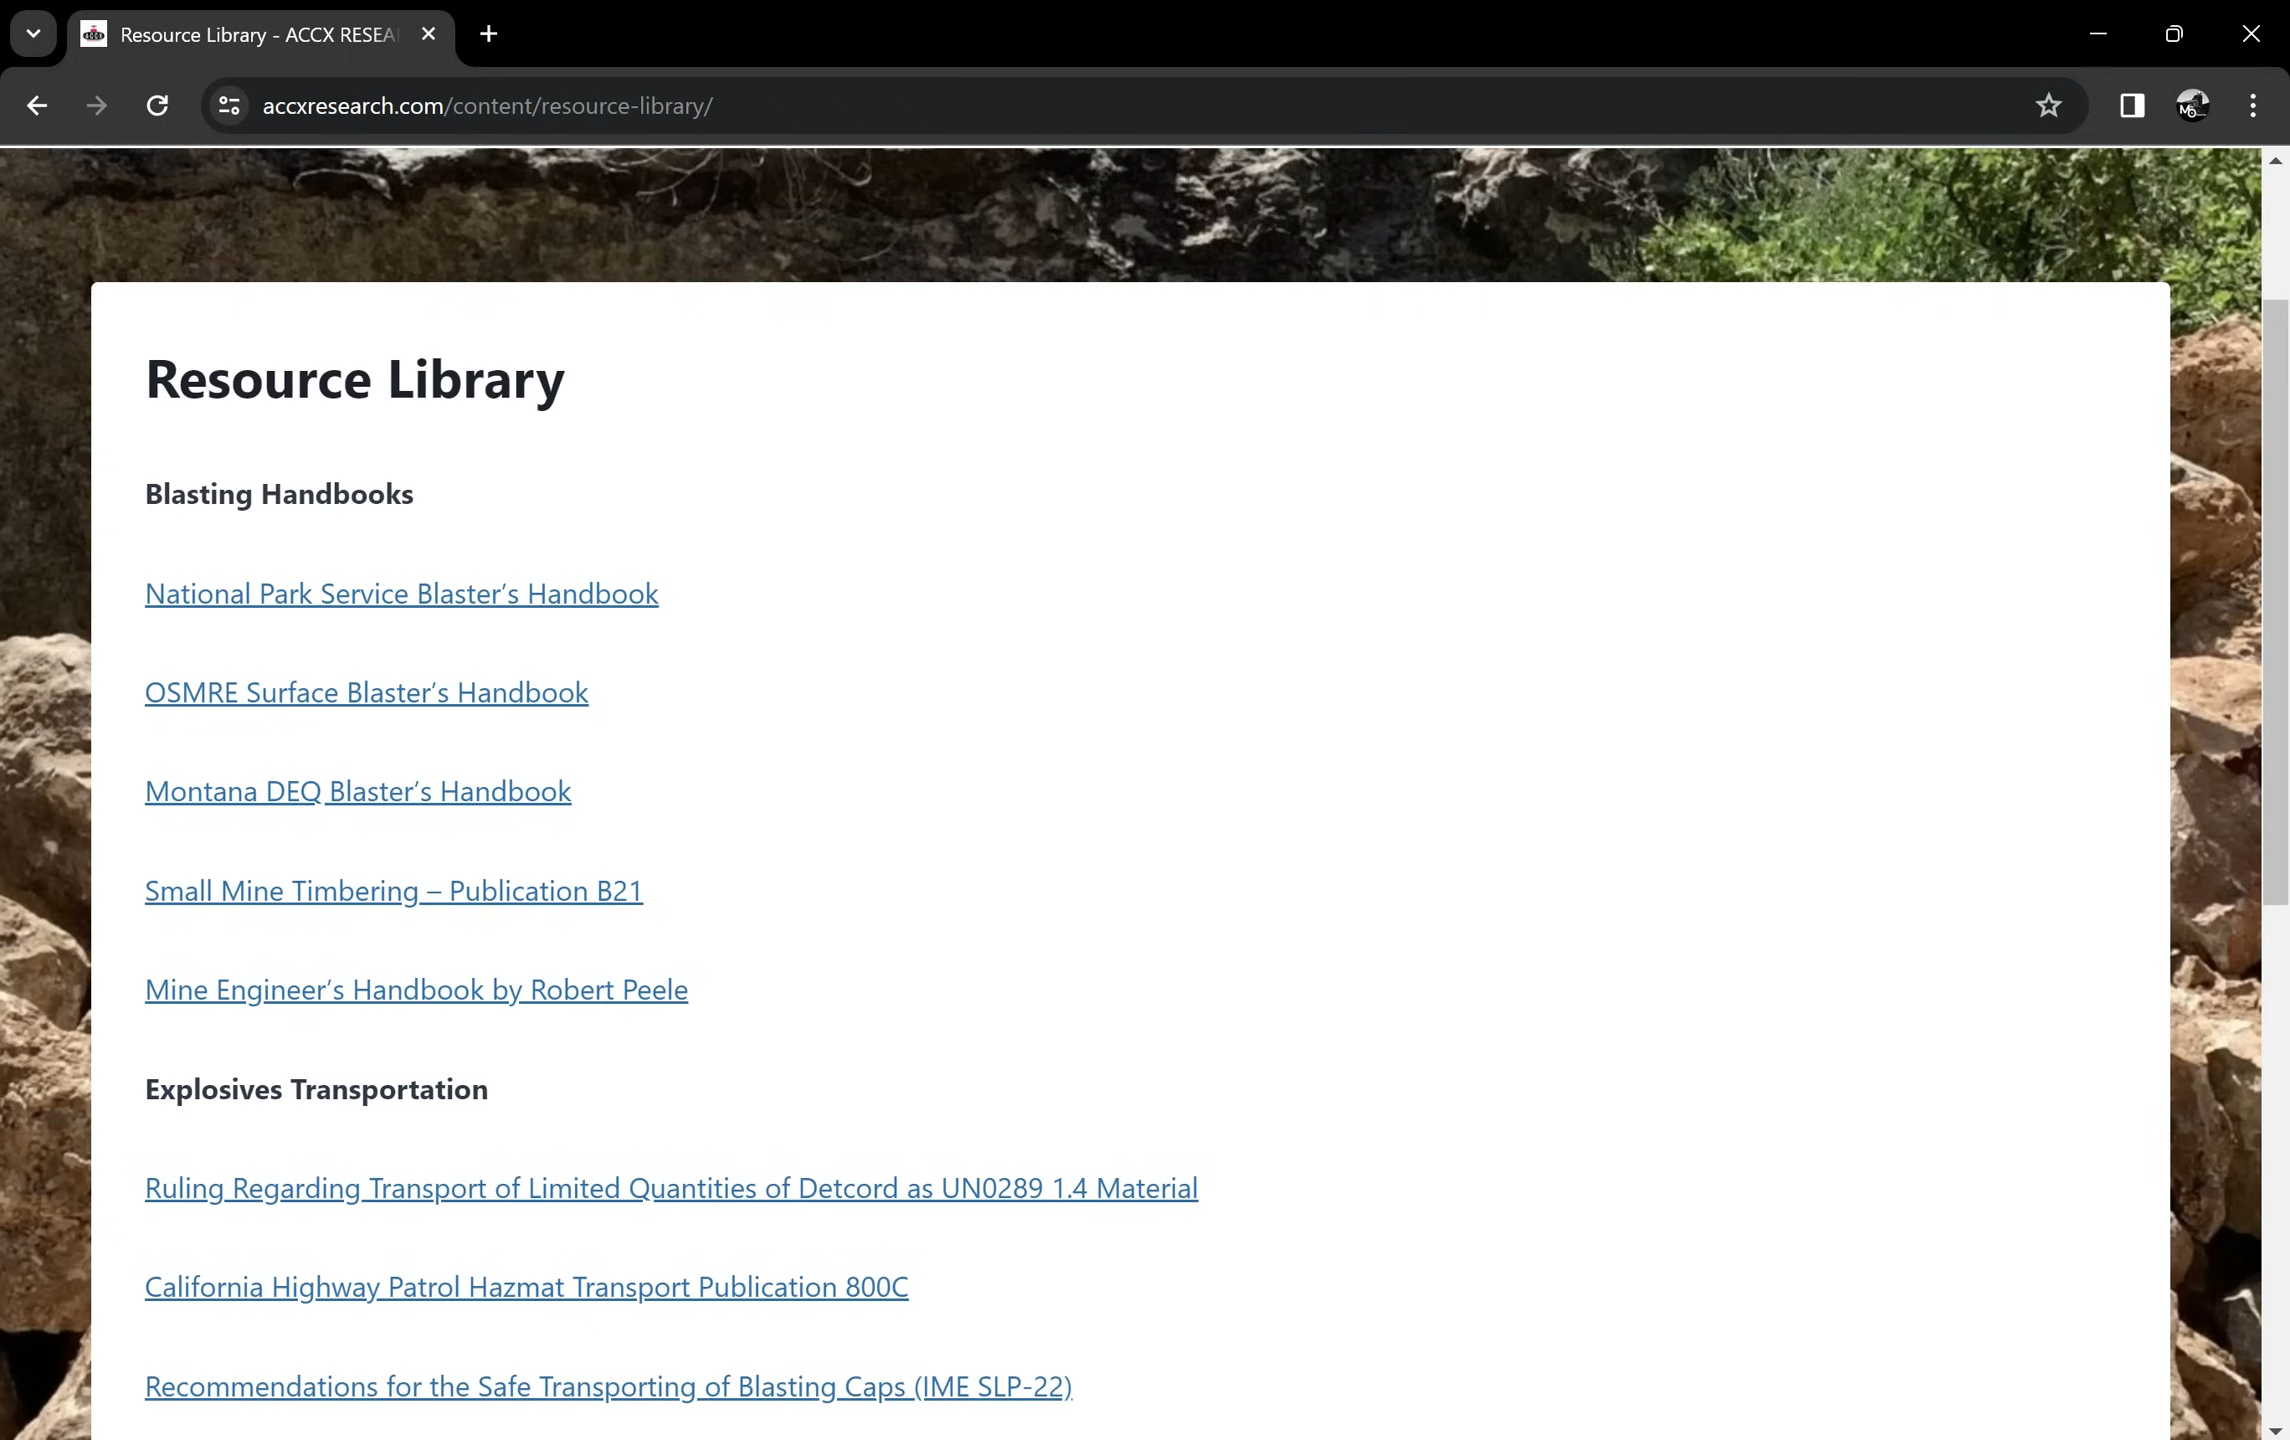 Resource Library - ACCX RESEA
accxresearch.com/content/resource-library/
Resource Library
Blasting Handbooks
National Park Service Blaster’s Handbook
OSMRE Surface Blaster’s Handbook
Montana DEQ Blaster’s Handbook
Small Mine Timbering – Publication B21
Mine Engineer’s Handbook by Robert Peele
Explosives Transportation
Ruling Regarding Transport of Limited Quantities of Detcord as UN0289 1.4 Material
California Highway Patrol Hazmat Transport Publication 800C
Recommendations for the Safe Transporting of Blasting Caps (IME SLP-22)